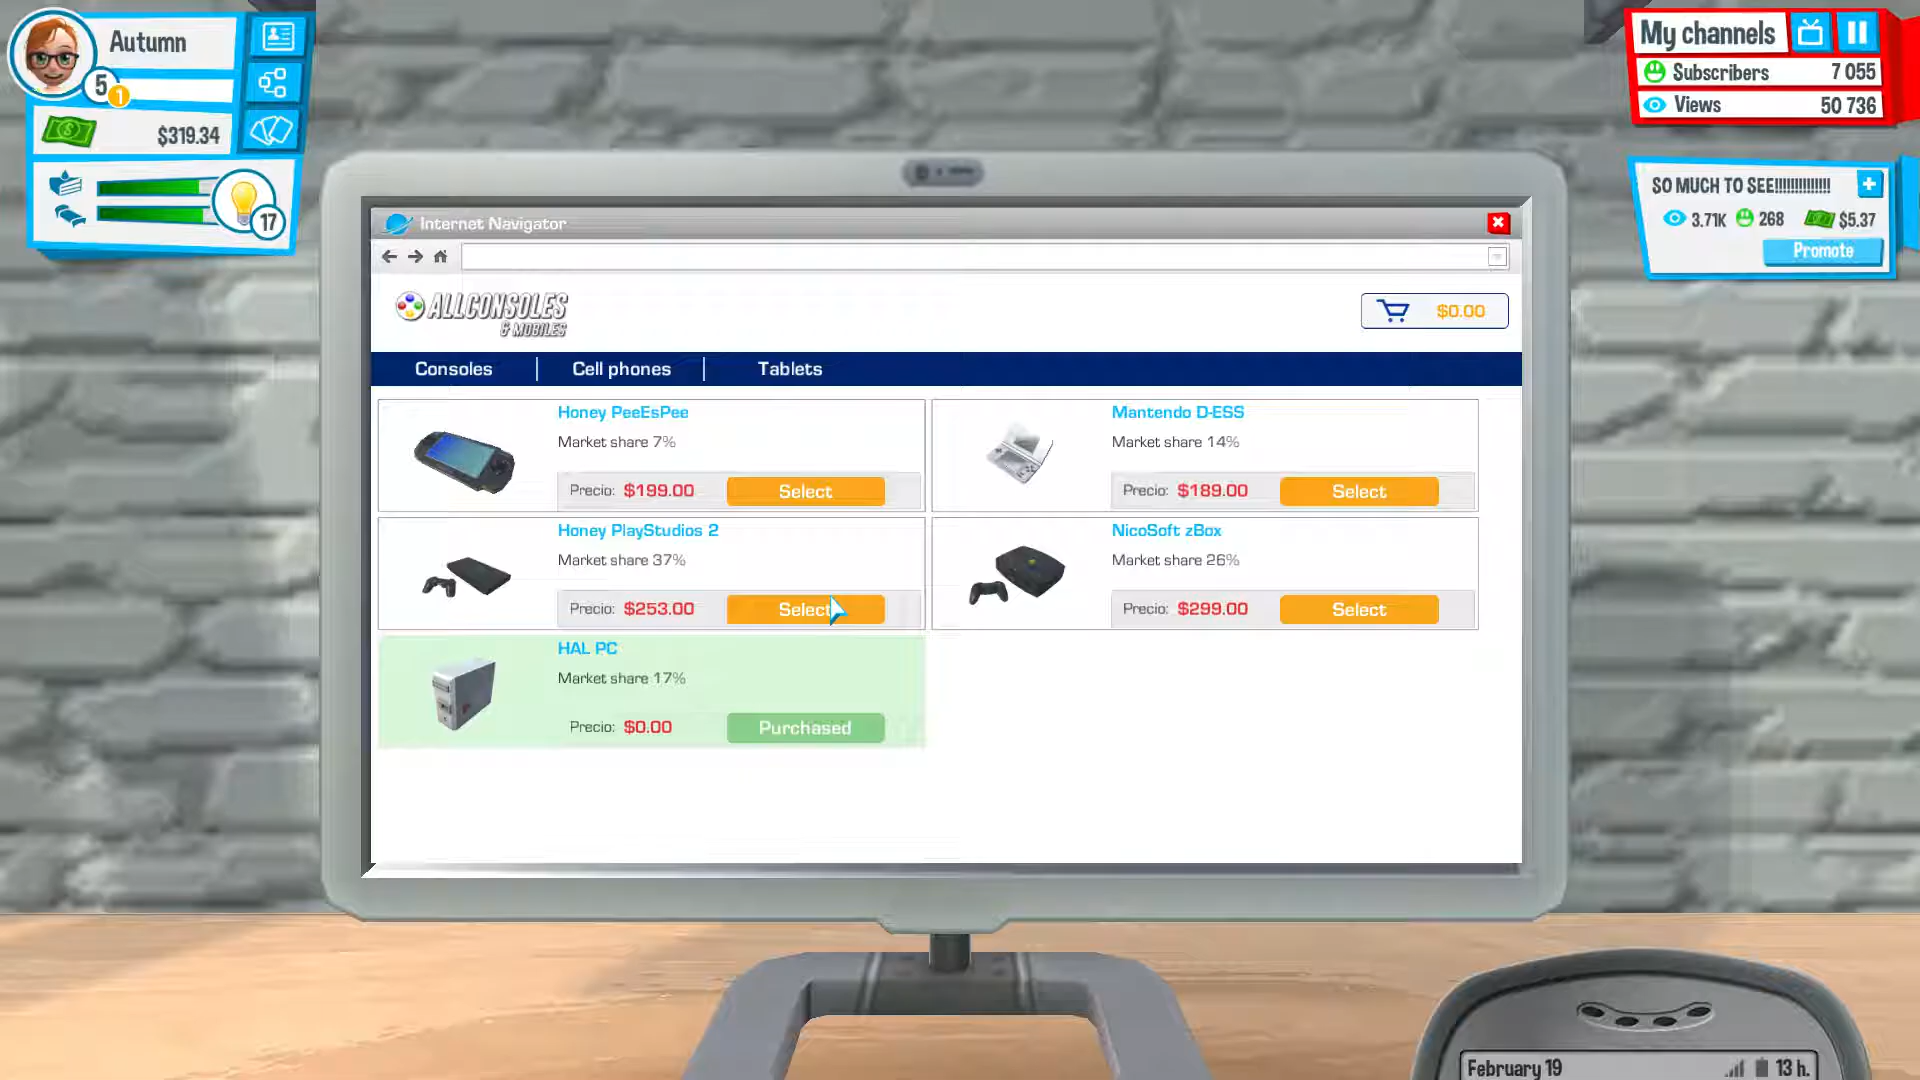 Autumn
5
1
$319.34
17
My channels
Subscribers 7 055
Views 50 736
SO MUCH TO SEE!!!!!!!!!!!!!!
3.71K 268 $5.37
Promote
Internet Navigator
ALLCONSOLES
& MOBILES
$0.00
Consoles Cell phones Tablets
Honey PeeEsPee
Market share 7%
Precio: $199.00 Select
Mantendo D-ESS
Market share 14%
Precio: $189.00 Select
Honey PlayStudios 2
Market share 37%
Precio: $253.00 Select
NicoSoft zBox
Market share 26%
Precio: $299.00 Select
HAL PC
Market share 17%
Precio: $0.00 Purchased
February 19 13 h.